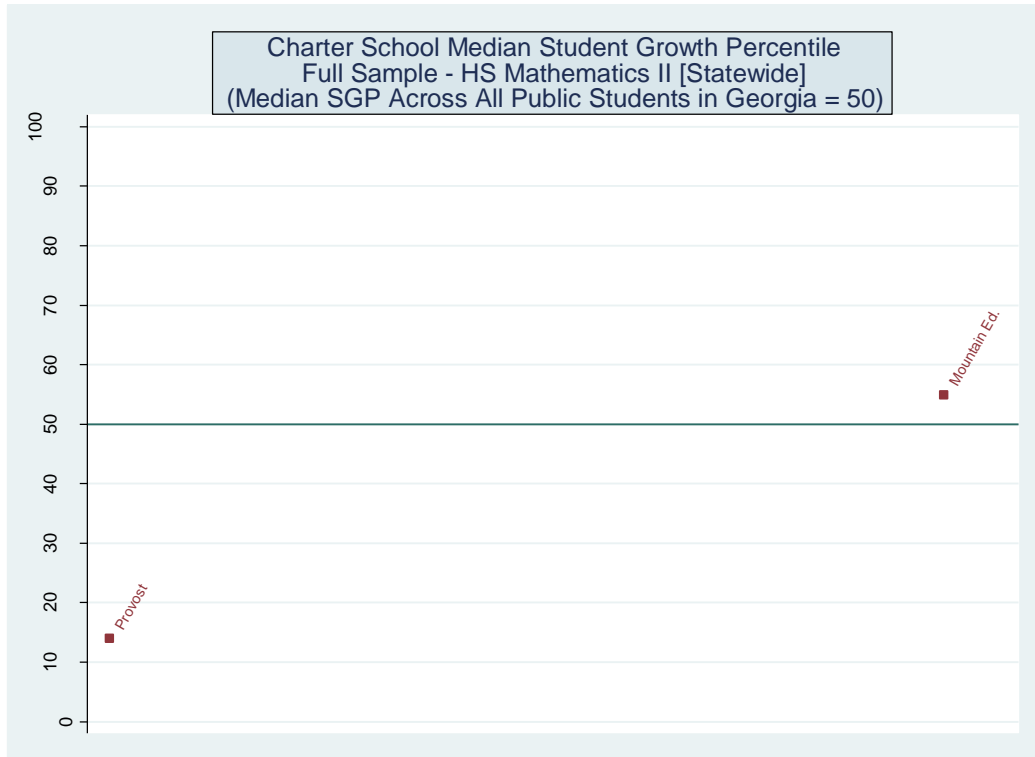 Charter School Median Student Growth Percentile
Full Sample - HS Mathematics II [Statewide]
(Median SGP Across All Public Students in Georgia = 50)
100
90
80
70
60
50
40
30
20
10
0
Mountain Ed.
Provost